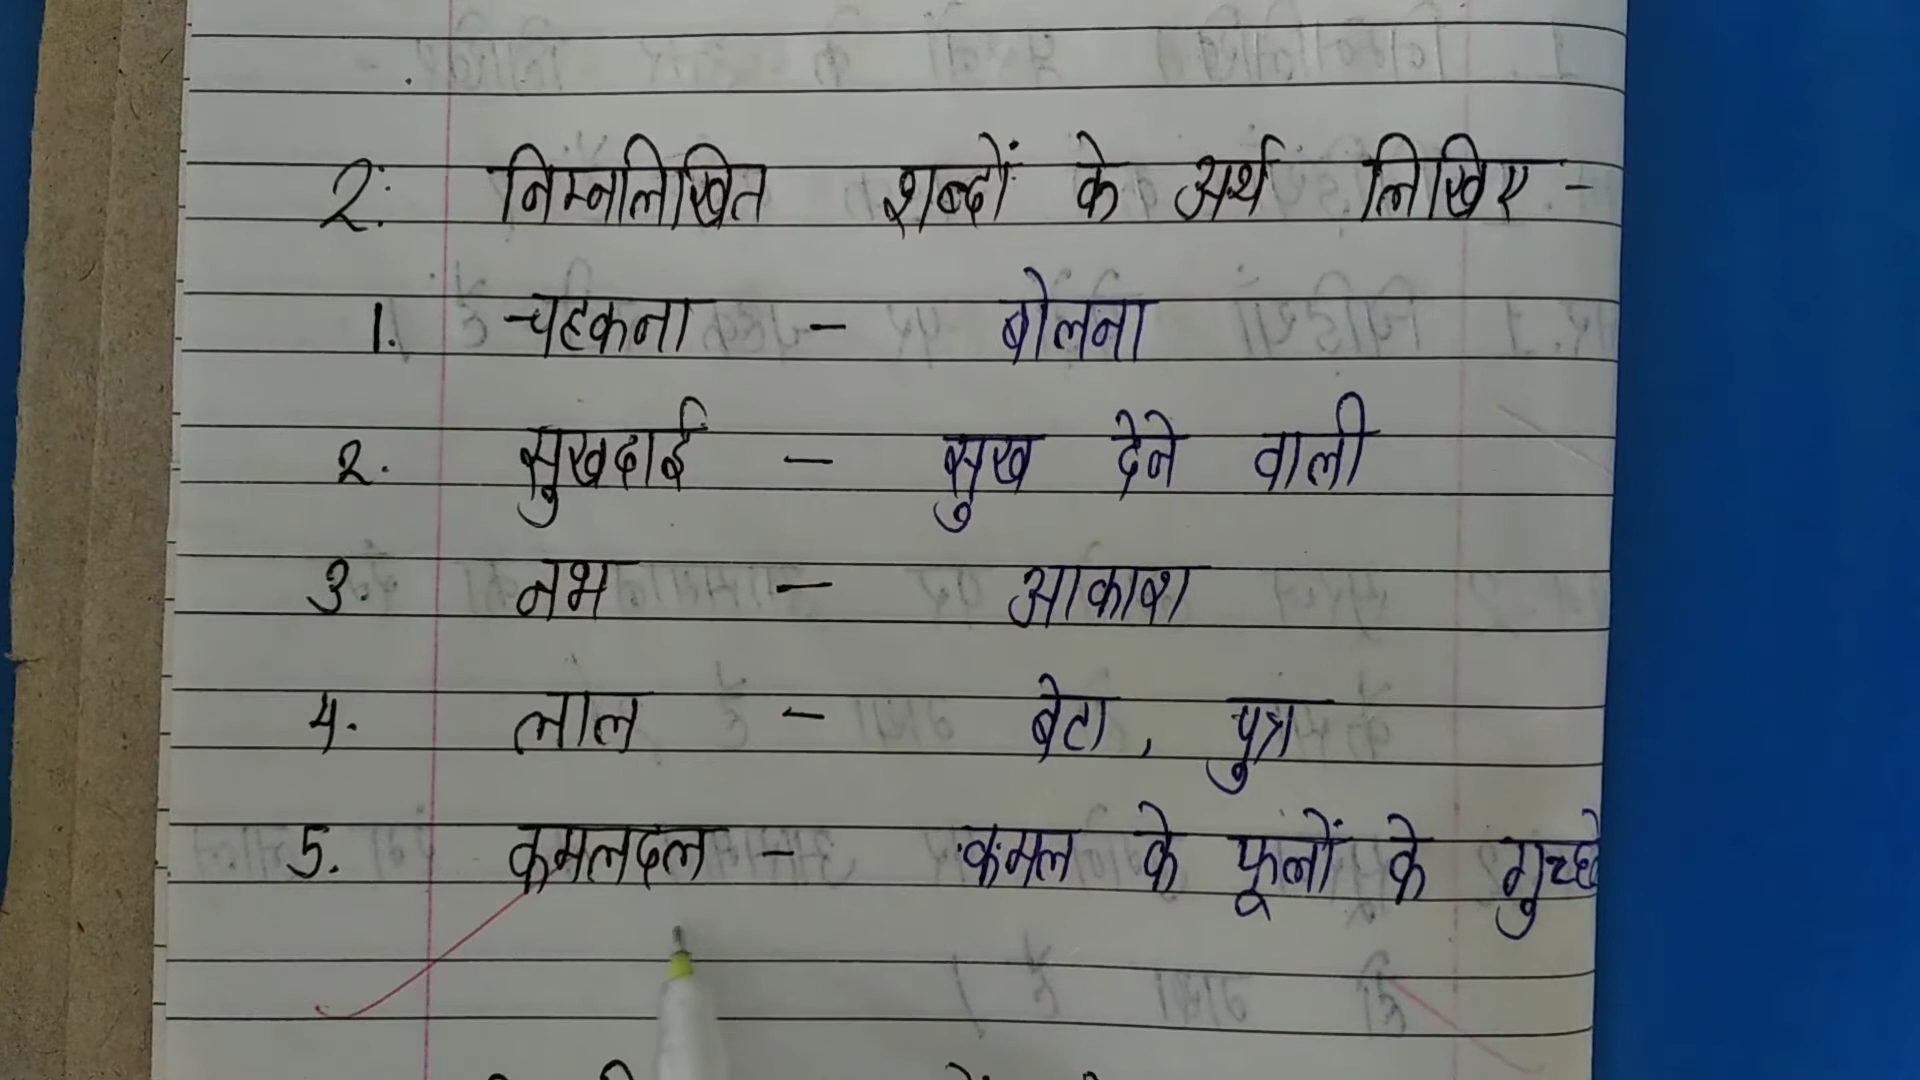 2. निम्नलिखित शब्दों के अर्थ लिखिए -
1. चहकना - बोलना
2. सुखदाई - सुख देने वाली
3. नभ - आकाश
4. लाल - बेटा, पुत्र
5. कमलदल - कमल के फूलों के गुच्छे